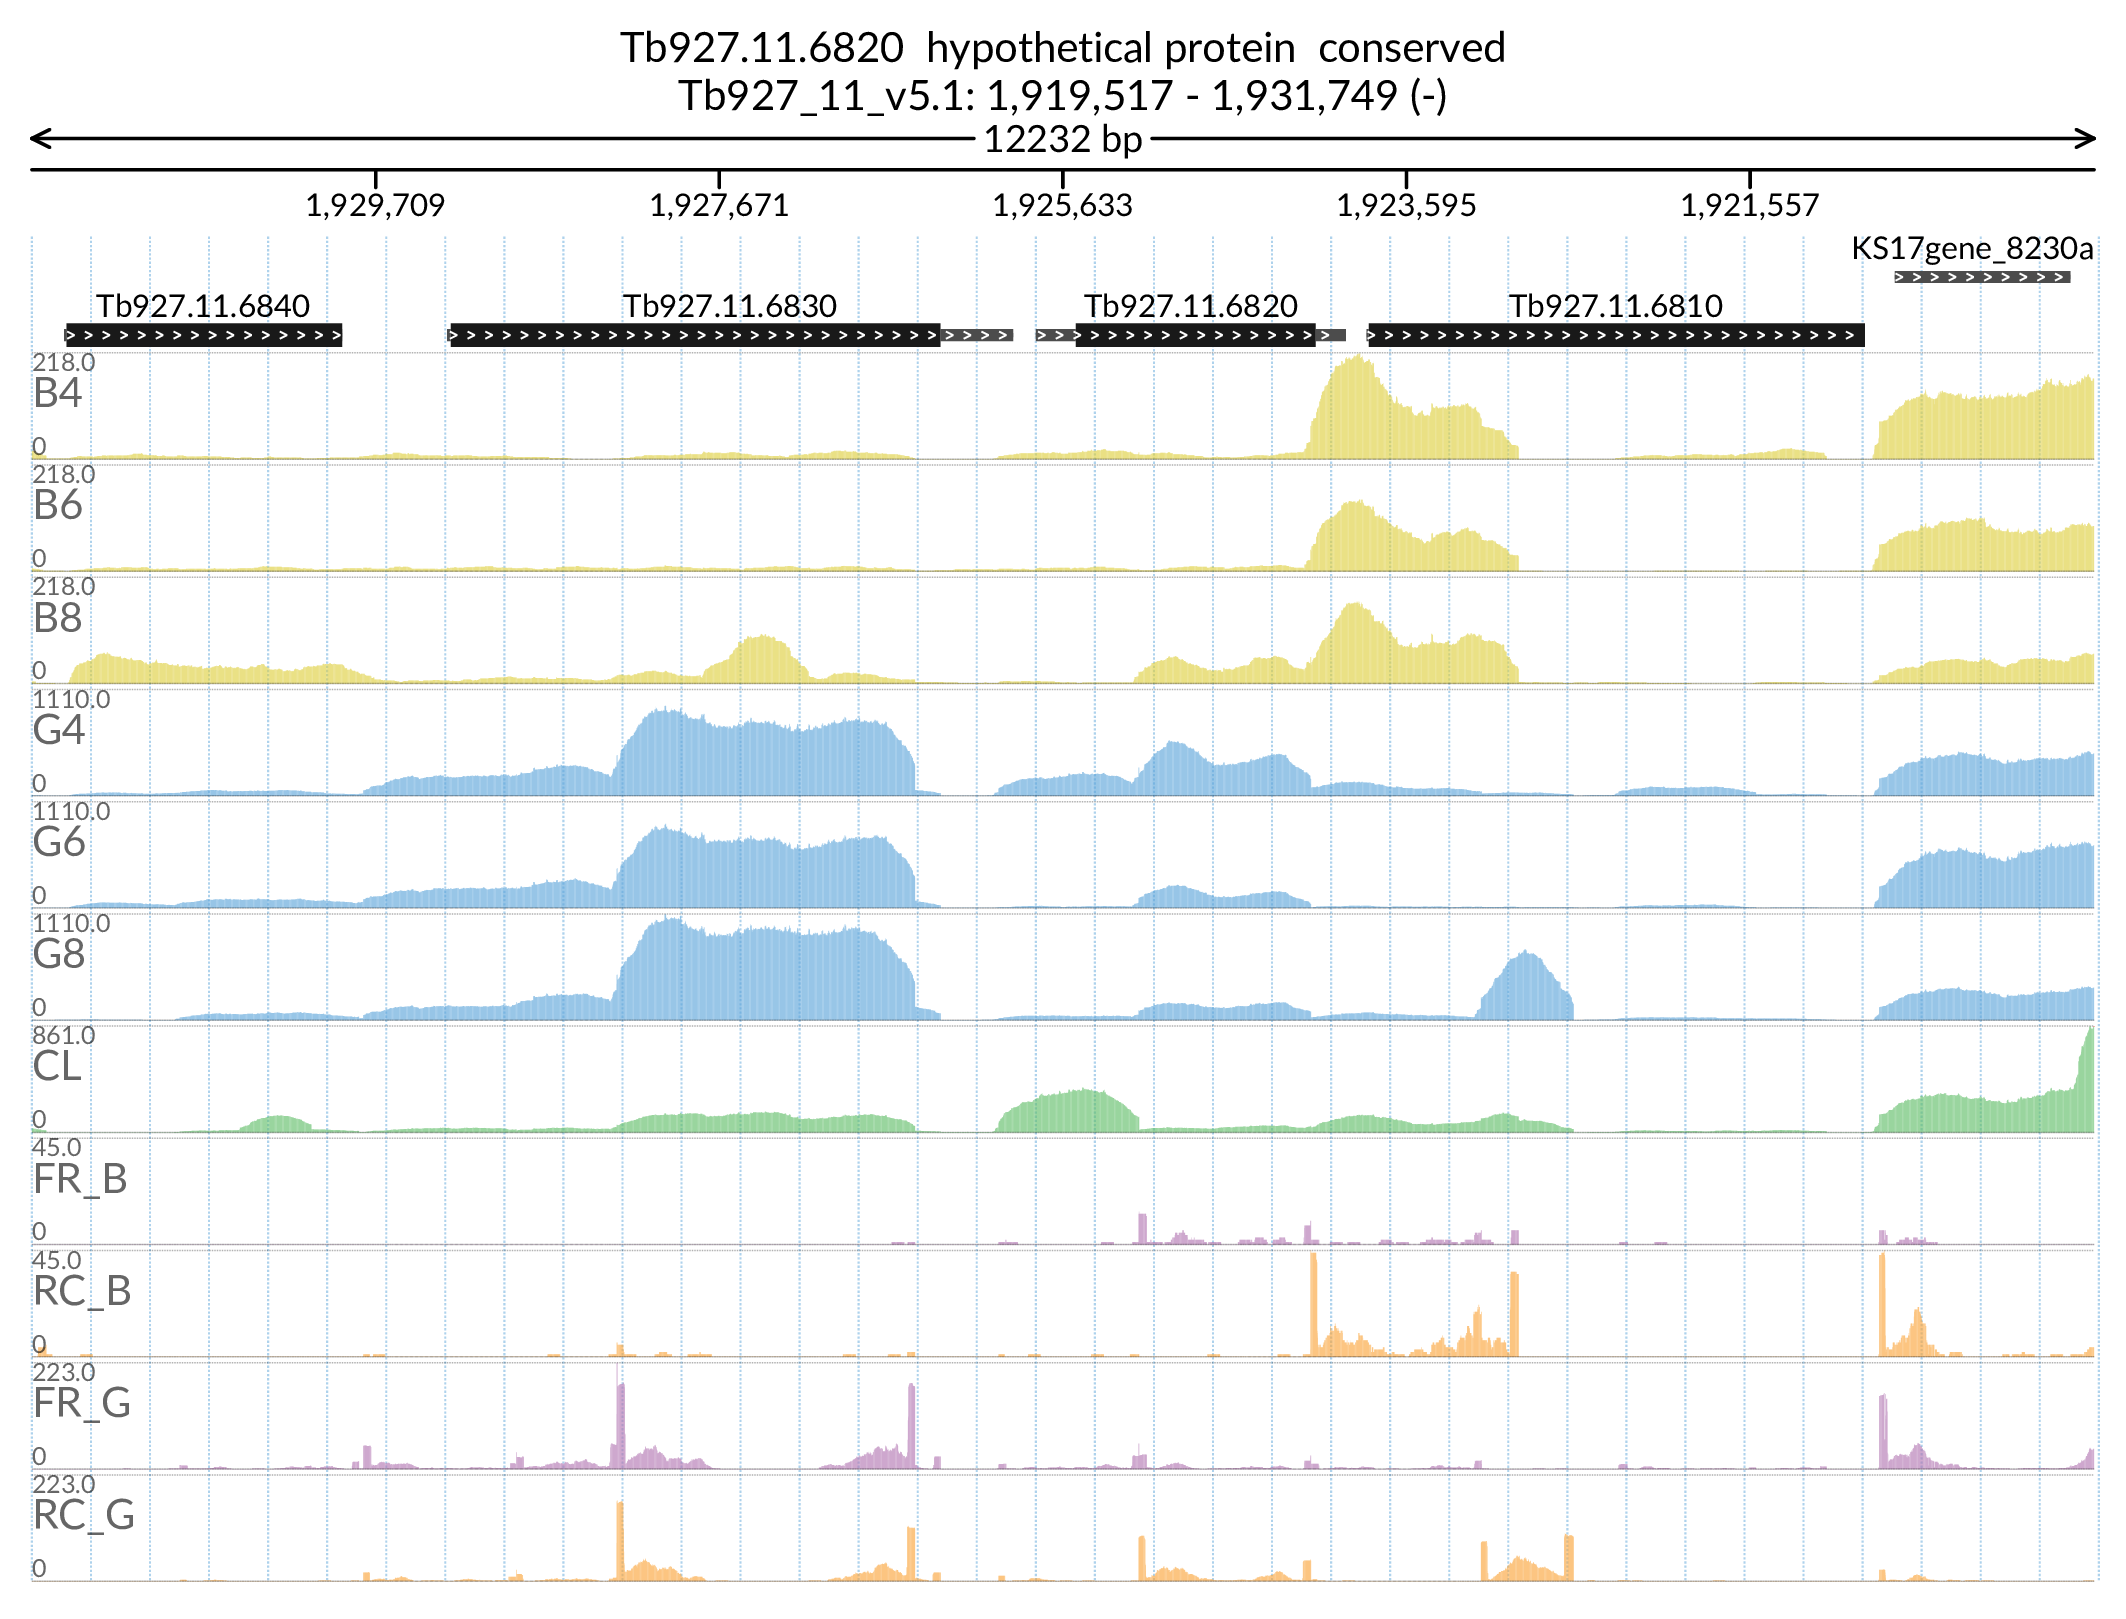 Tb927.11.6820  hypothetical protein  conserved
Tb927_11_v5.1: 1,919,517 - 1,931,749 (-)
12232 bp
1,929,709 1,927,671 1,925,633 1,923,595 1,921,557
KS17gene_8230a
Tb927.11.6840 Tb927.11.6830 Tb927.11.6820 Tb927.11.6810
218.0
B4
0
218.0
B6
0
218.0
B8
0
1110.0
G4
0
1110.0
G6
0
1110.0
G8
0
861.0
CL
0
45.0
FR_B
0
45.0
RC_B
0
223.0
FR_G
0
223.0
RC_G
0